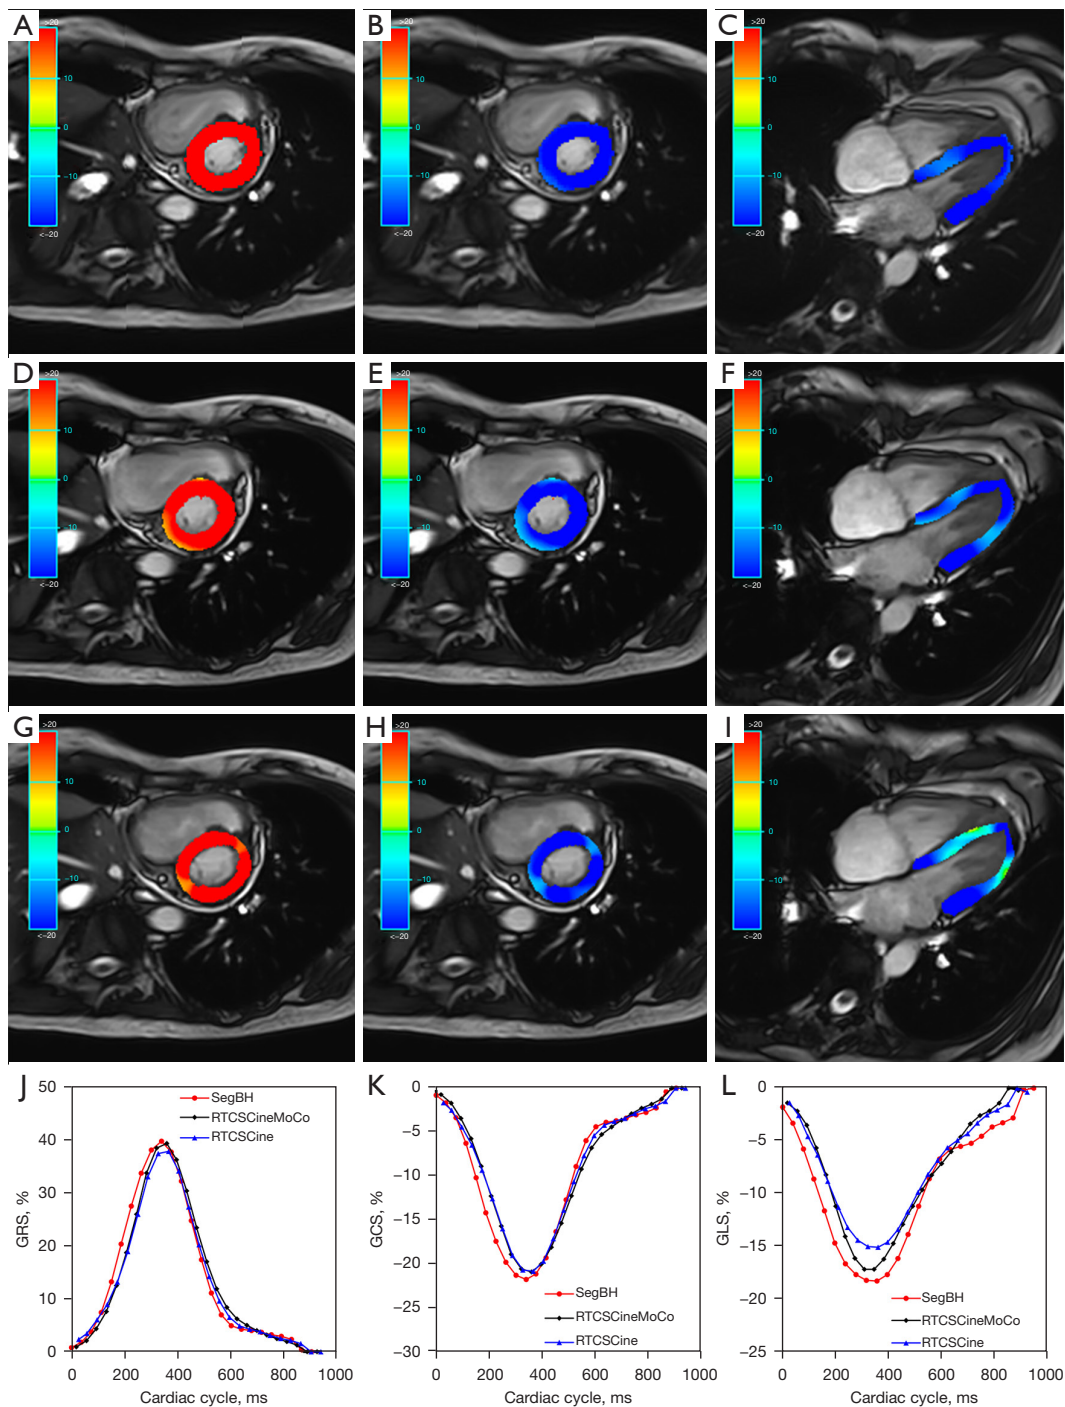 A
>20
10
0
−10
<−20
B
>20
10
0
−10
<−20
C
>20
10
0
−10
<−20
D
>20
10
0
−10
<−20
E
>20
10
0
−10
<−20
F
>20
10
0
−10
<−20
G
>20
10
0
−10
<−20
H
>20
10
0
−10
<−20
I
>20
10
0
−10
<−20
J
GRS, %
50
40
30
20
10
0
0 200 400 600 800 1000
Cardiac cycle, ms
SegBH
RTCSCineMoCo
RTCSCine
K
GCS, %
0
−5
−10
−15
−20
−25
−30
0 200 400 600 800 1000
Cardiac cycle, ms
SegBH
RTCSCineMoCo
RTCSCine
L
GLS, %
0
−5
−10
−15
−20
−25
0 200 400 600 800 1000
Cardiac cycle, ms
SegBH
RTCSCineMoCo
RTCSCine